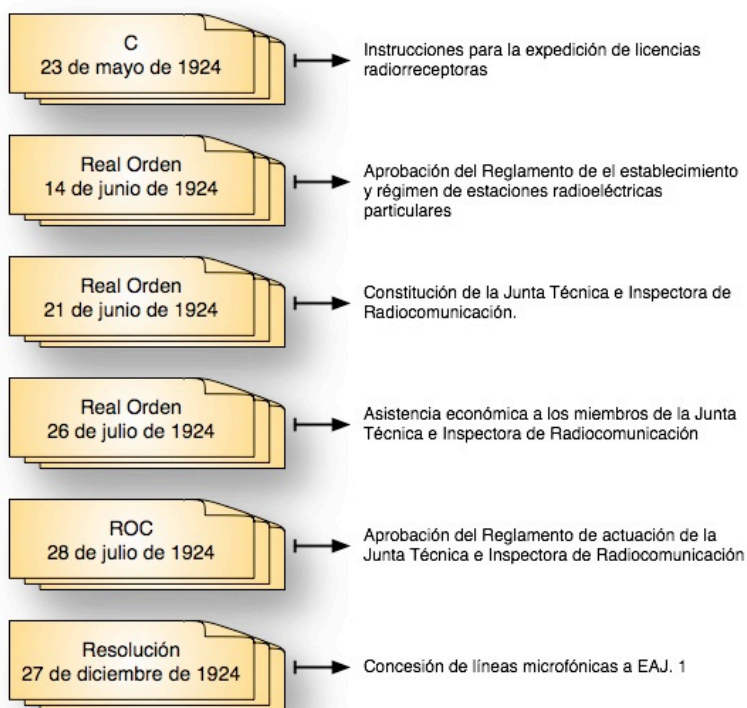 C
23 de mayo de 1924
Instrucciones para la expedición de licencias
radiorreceptoras
Real Orden
14 de junio de 1924
Aprobación del Reglamento de el establecimiento
y régimen de estaciones radioeléctricas
particulares
Real Orden
21 de junio de 1924
Constitución de la Junta Técnica e Inspectora de
Radiocomunicación.
Real Orden
26 de julio de 1924
Asistencia económica a los miembros de la Junta
Técnica e Inspectora de Radiocomunicación
ROC
28 de julio de 1924
Aprobación del Reglamento de actuación de la
Junta Técnica e Inspectora de Radiocomunicación
Resolución
27 de diciembre de 1924
Concesión de líneas microfónicas a EAJ. 1